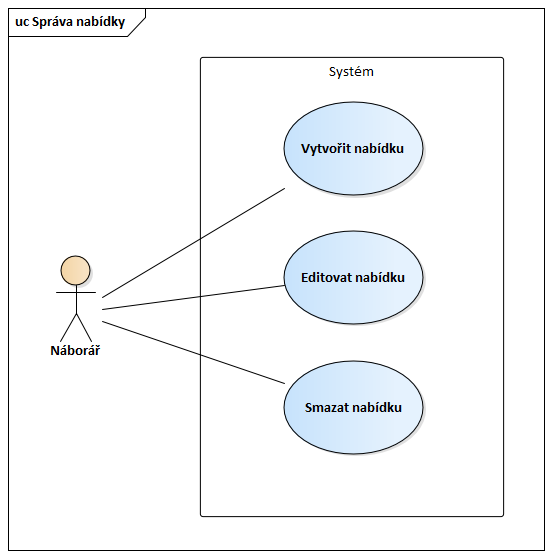 uc Správa nabídky
Systém
Vytvořit nabídku
Editovat nabídku
Náborář
Smazat nabídku